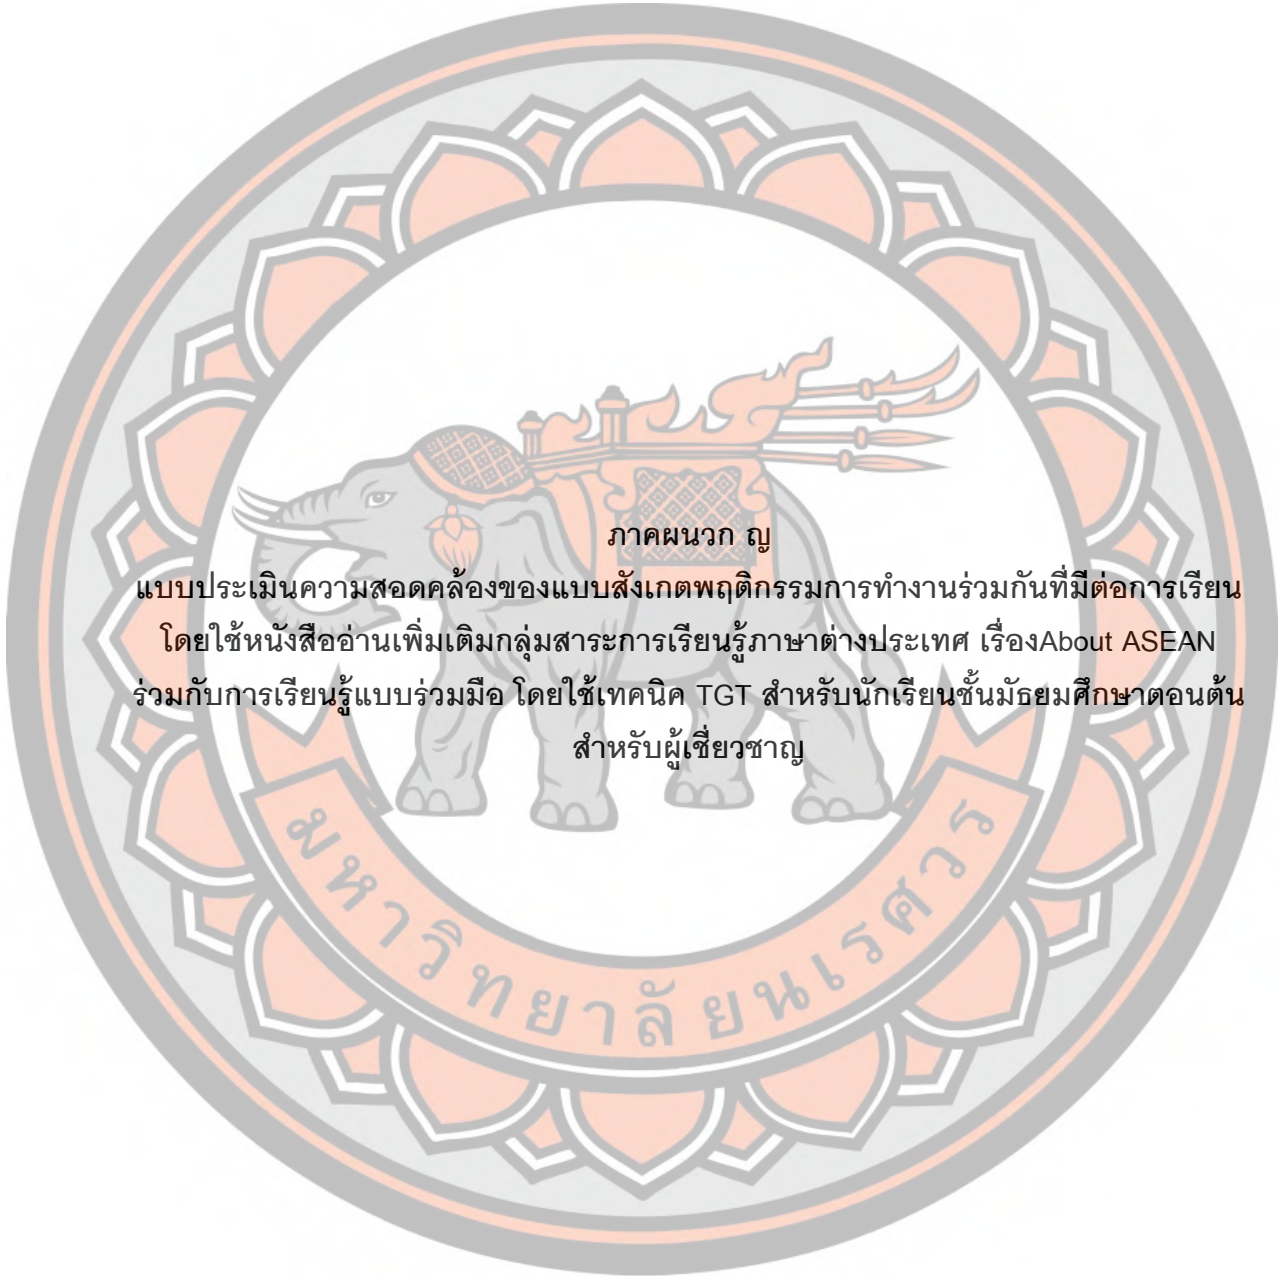 ภาคผนวก ญ
แบบประเมินความสอดคล้องของแบบสังเกตพฤติกรรมการทำงานร่วมกันที่มีต่อการเรียน
โดยใช้หนังสืออ่านเพิ่มเติมกลุ่มสาระการเรียนรู้ภาษาต่างประเทศ เรื่องAbout ASEAN
ร่วมกับการเรียนรู้แบบร่วมมือ โดยใช้เทคนิค TGT สำหรับนักเรียนชั้นมัธยมศึกษาตอนต้น
สำหรับผู้เชี่ยวชาญ
มหาวิทยาลัยนเรศวร